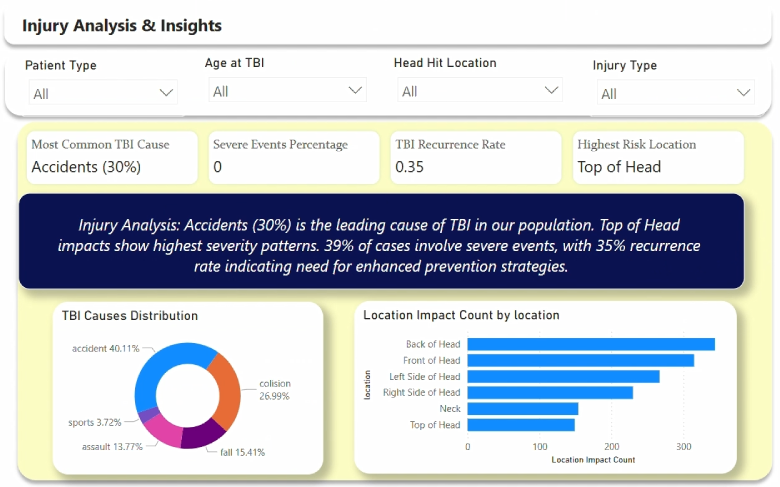 Injury Analysis & Insights
Patient Type
Age at TBI
Head Hit Location
Injury Type
All
All
All
All
Most Common TBI Cause
Accidents (30%)
Severe Events Percentage
0
TBI Recurrence Rate
0.35
Highest Risk Location
Top of Head
Injury Analysis: Accidents (30%) is the leading cause of TBI in our population. Top of Head
impacts show highest severity patterns. 39% of cases involve severe events, with 35% recurrence
rate indicating need for enhanced prevention strategies.
TBI Causes Distribution
accident 40.11%
colision
26.99%
sports 3.72%
assault 13.77%
fall 15.41%
Location Impact Count by location
location
Back of Head
Front of Head
Left Side of Head
Right Side of Head
Neck
Top of Head
0
100
200
300
Location Impact Count